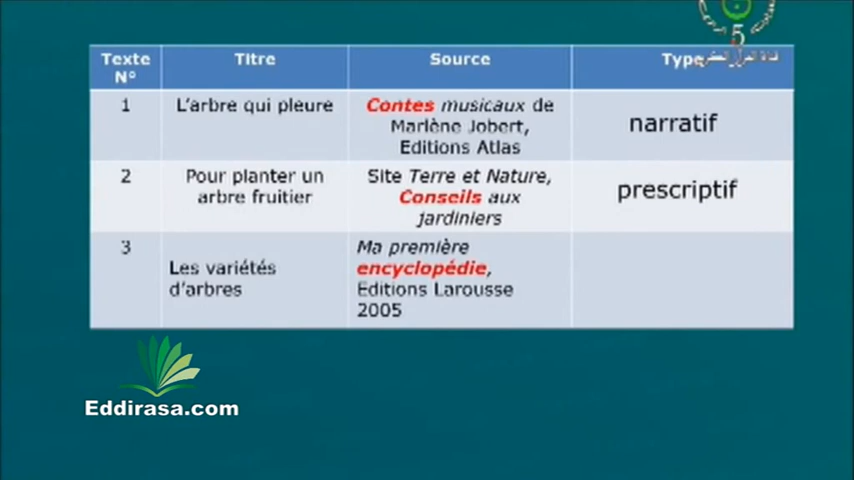 5
Texte N° Titre Source Type
1 L'arbre qui pleure Contes musicaux de
Marlène Jobert,
Editions Atlas narratif
2 Pour planter un
arbre fruitier Site Terre et Nature,
Conseils aux
jardiniers prescriptif
3 Les variétés
d'arbres Ma première
encyclopédie,
Editions Larousse
2005
Eddirasa.com